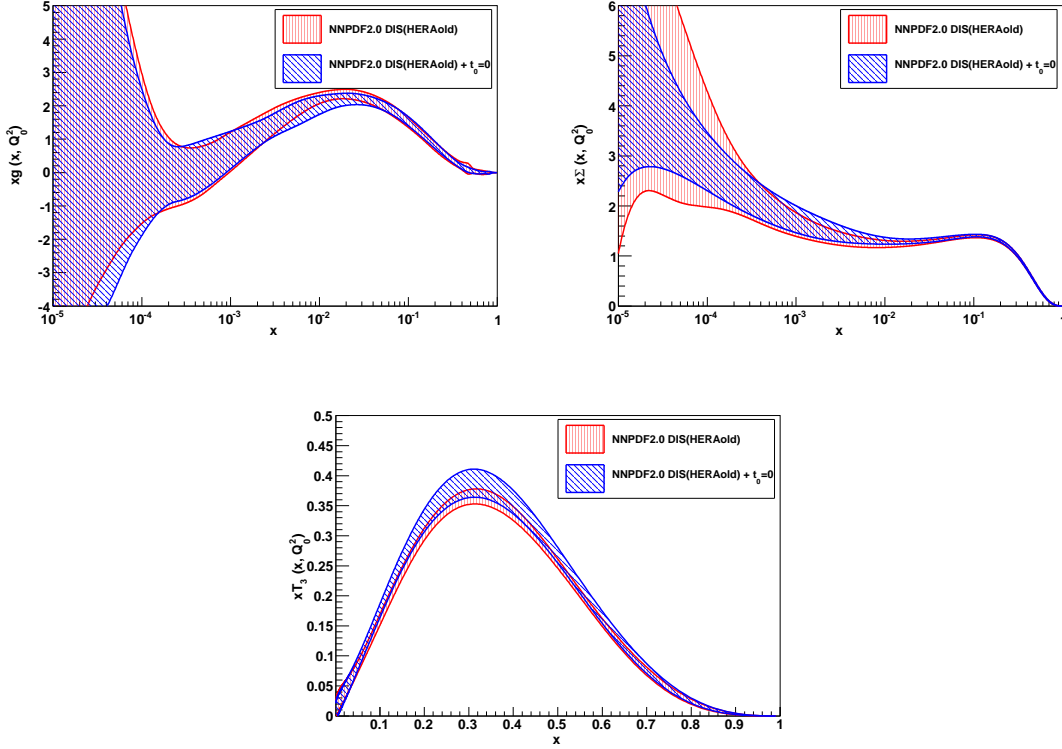 xg (x, Q₀²)
5
4
3
2
1
0
-1
-2
-3
-4
NNPDF2.0 DIS(HERAold)
NNPDF2.0 DIS(HERAold) + t₀=0
10⁻⁵ 10⁻⁴ 10⁻³ 10⁻² 10⁻¹ 1
x
xΣ (x, Q₀²)
6
5
4
3
2
1
0
NNPDF2.0 DIS(HERAold)
NNPDF2.0 DIS(HERAold) + t₀=0
10⁻⁵ 10⁻⁴ 10⁻³ 10⁻² 10⁻¹ 1
x
xT₃ (x, Q₀²)
0.5
0.45
0.4
0.35
0.3
0.25
0.2
0.15
0.1
0.05
0
NNPDF2.0 DIS(HERAold)
NNPDF2.0 DIS(HERAold) + t₀=0
0.1 0.2 0.3 0.4 0.5 0.6 0.7 0.8 0.9 1
x